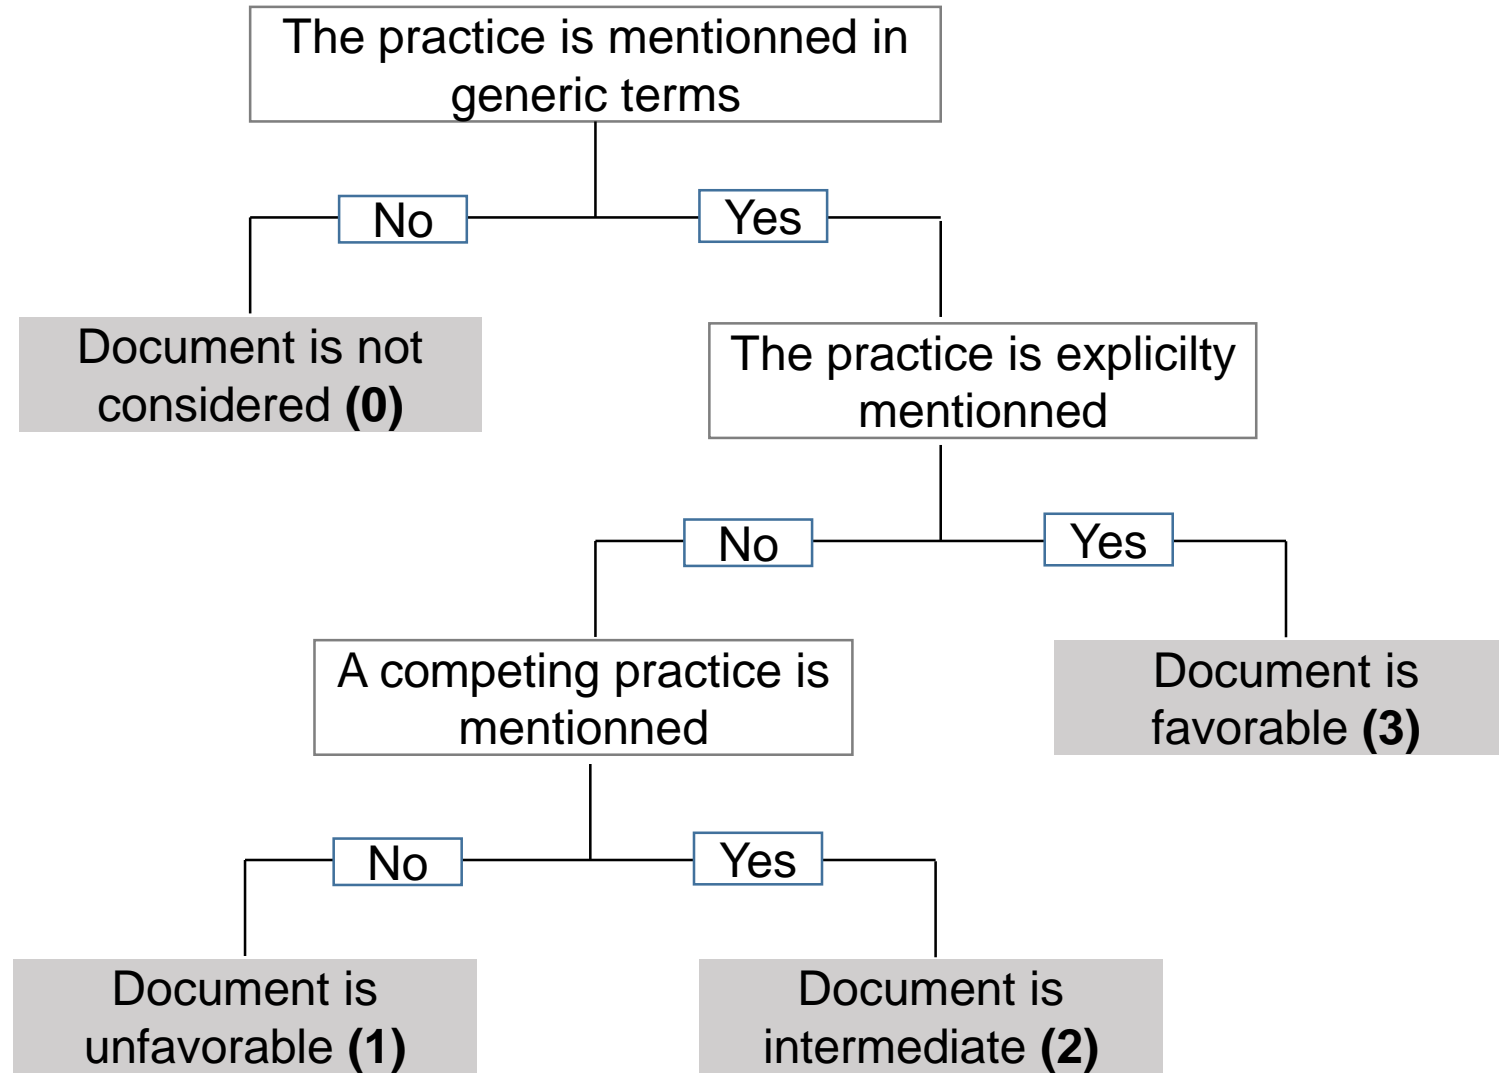 The practice is mentionned in
generic terms
No
Yes
Document is not
considered (0)
The practice is explicilty
mentionned
No
Yes
A competing practice is
mentionned
Document is
favorable (3)
No
Yes
Document is
unfavorable (1)
Document is
intermediate (2)